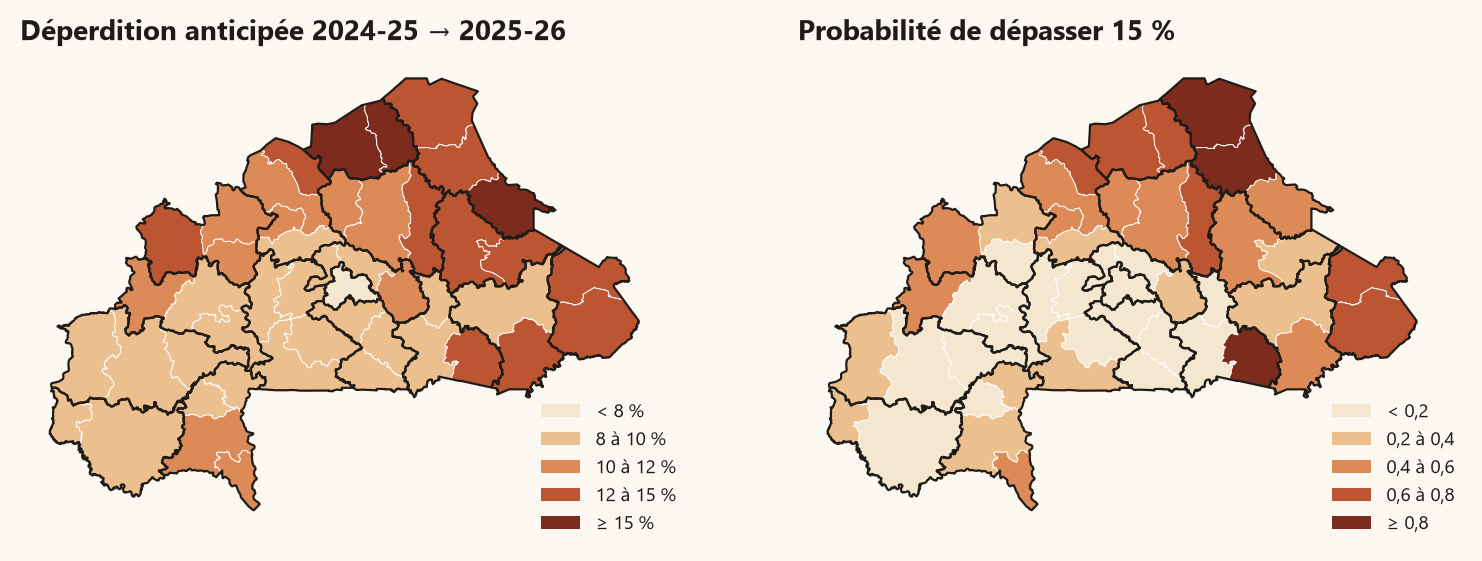 Déperdition anticipée 2024-25 → 2025-26
Probabilité de dépasser 15 %
< 8 %
8 à 10 %
10 à 12 %
12 à 15 %
≥ 15 %
< 0,2
0,2 à 0,4
0,4 à 0,6
0,6 à 0,8
≥ 0,8